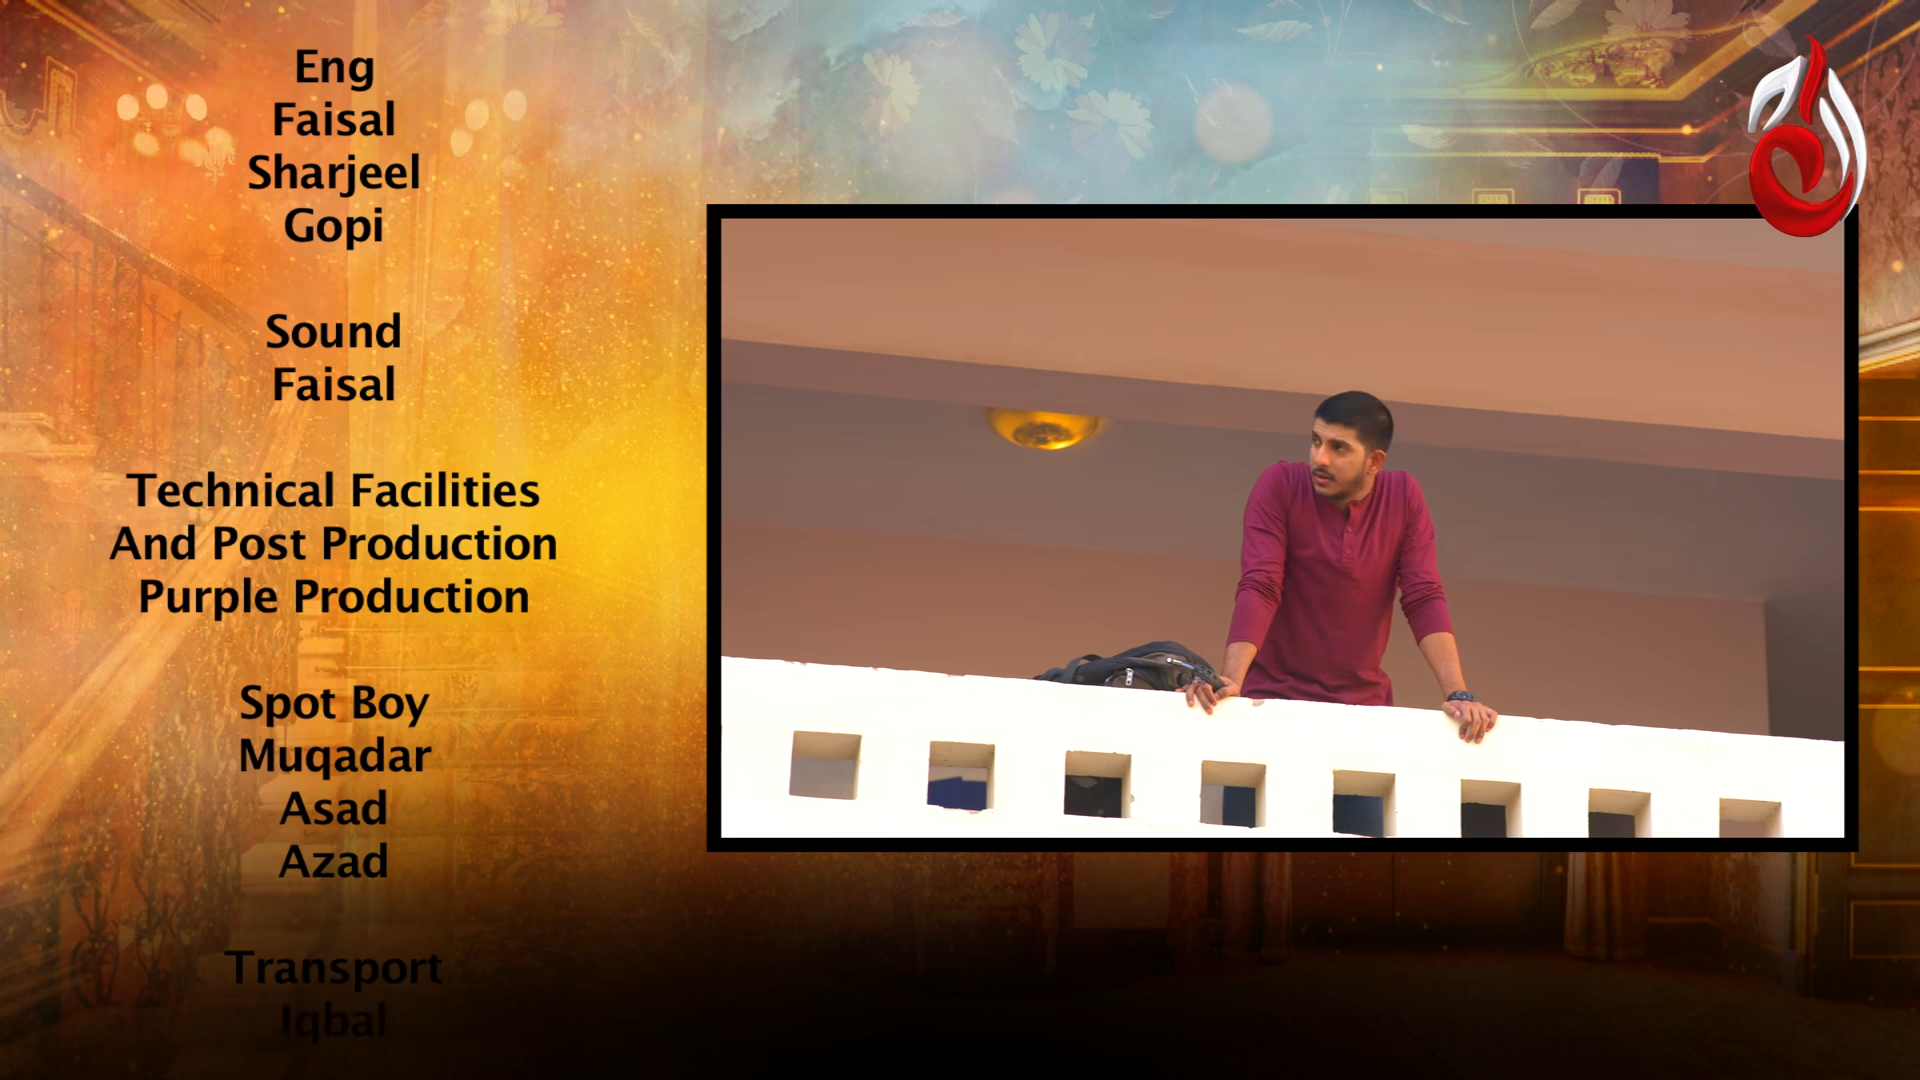 Eng
Faisal
Sharjeel
Gopi
Sound
Faisal
Technical Facilities
And Post Production
Purple Production
Spot Boy
Muqadar
Asad
Azad
Transport
Iqbal